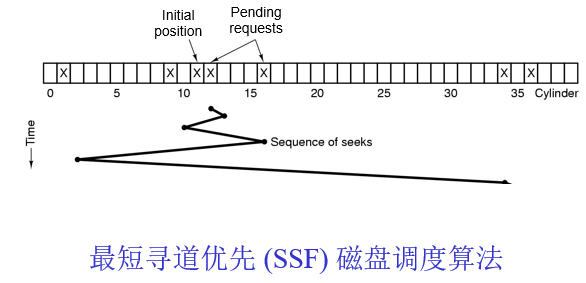 Initial
position
Pending
requests
X X X X X X X
0 5 10 15 20 25 30 35 Cylinder
Time
Sequence of seeks
最短寻道优先 (SSF) 磁盘调度算法